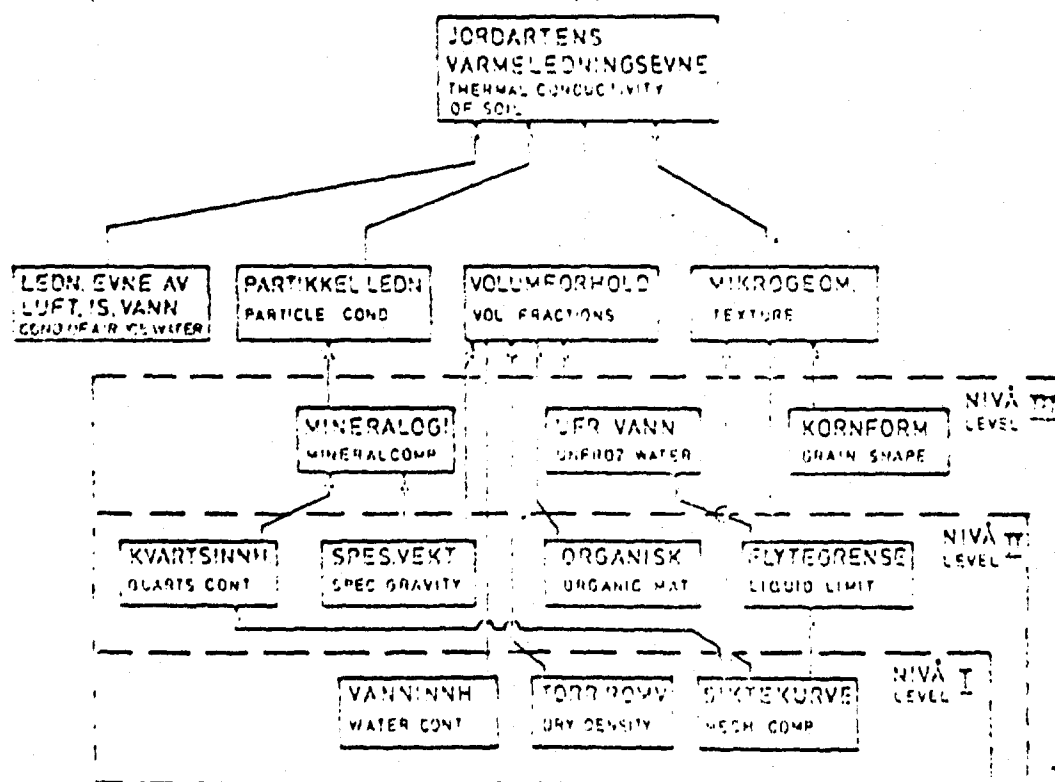 JORDARTENS
VARMELEDNINGSEVNE
THERMAL CONDUCTIVITY
OF SOIL
LEDN. EVNE AV
LUFT, IS, VANN
COND. OF AIR ICE WATER
PARTIKKEL LEDN
PARTICLE COND
VOLUMFORHOLD
VOL FRACTIONS
MIKROGEOM.
TEXTURE
NIVÅ III
LEVEL
MINERALOGI
MINERALCOMP
UFR VANN
UNFROZ WATER
KORNFORM
GRAIN SHAPE
NIVÅ II
LEVEL
KVARTSINNH
QUARTS CONT
SPES.VEKT
SPEC GRAVITY
ORGANISK
ORGANIC MAT
FLYTEGRENSE
LIQUID LIMIT
NIVÅ I
LEVEL
VANNINNH
WATER CONT
TØRR ROMV
DRY DENSITY
SIKTEKURVE
MECH COMP